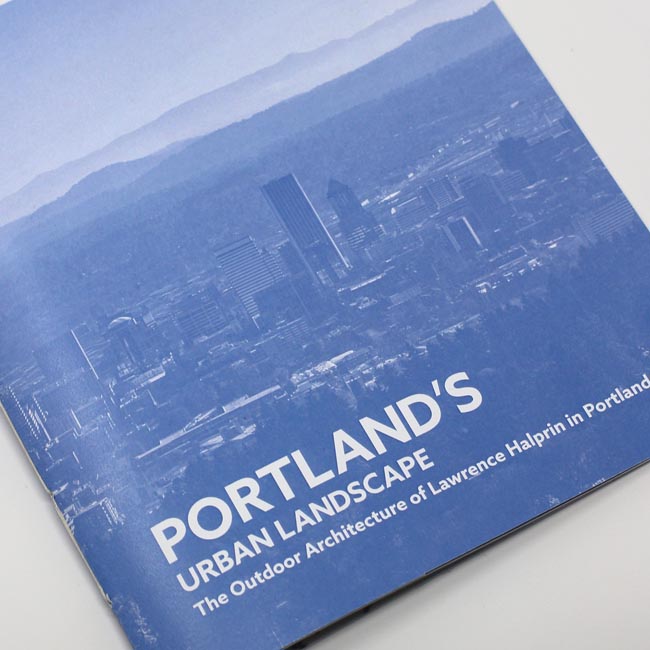 PORTLAND'S
URBAN LANDSCAPE
The Outdoor Architecture of Lawrence Halprin in Portland